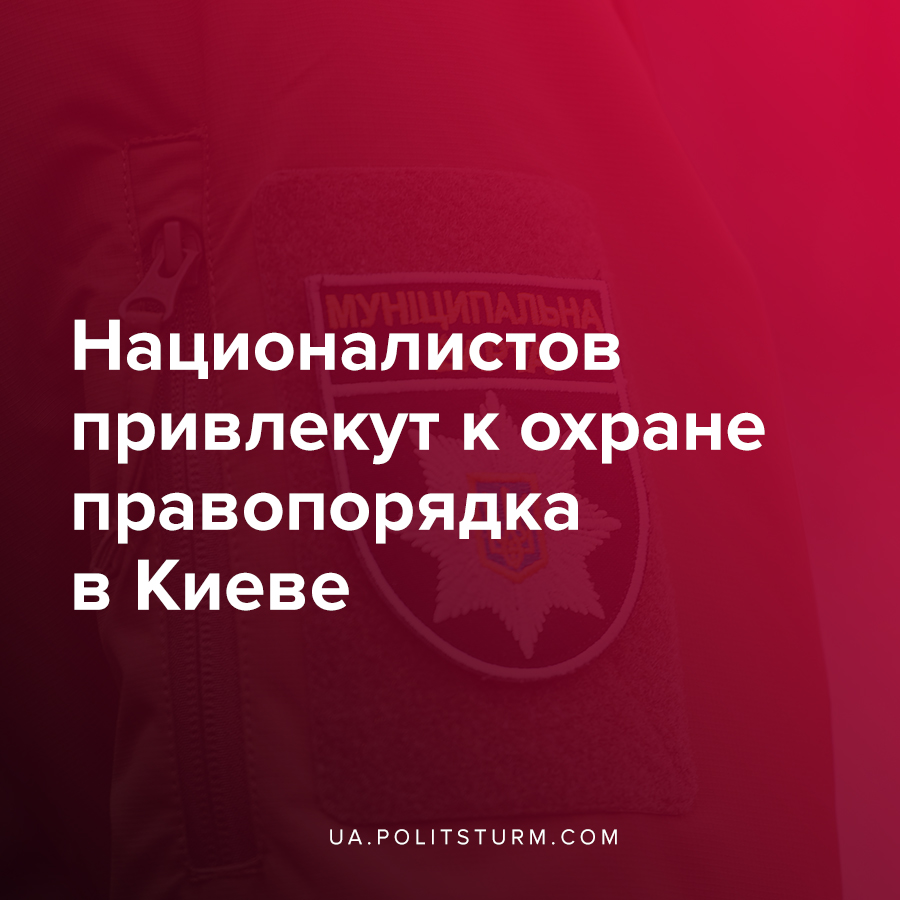 МУНІЦИПАЛЬНА
Националистов
привлекут к охране
правопорядка
в Киеве
UA.POLITSTURM.COM